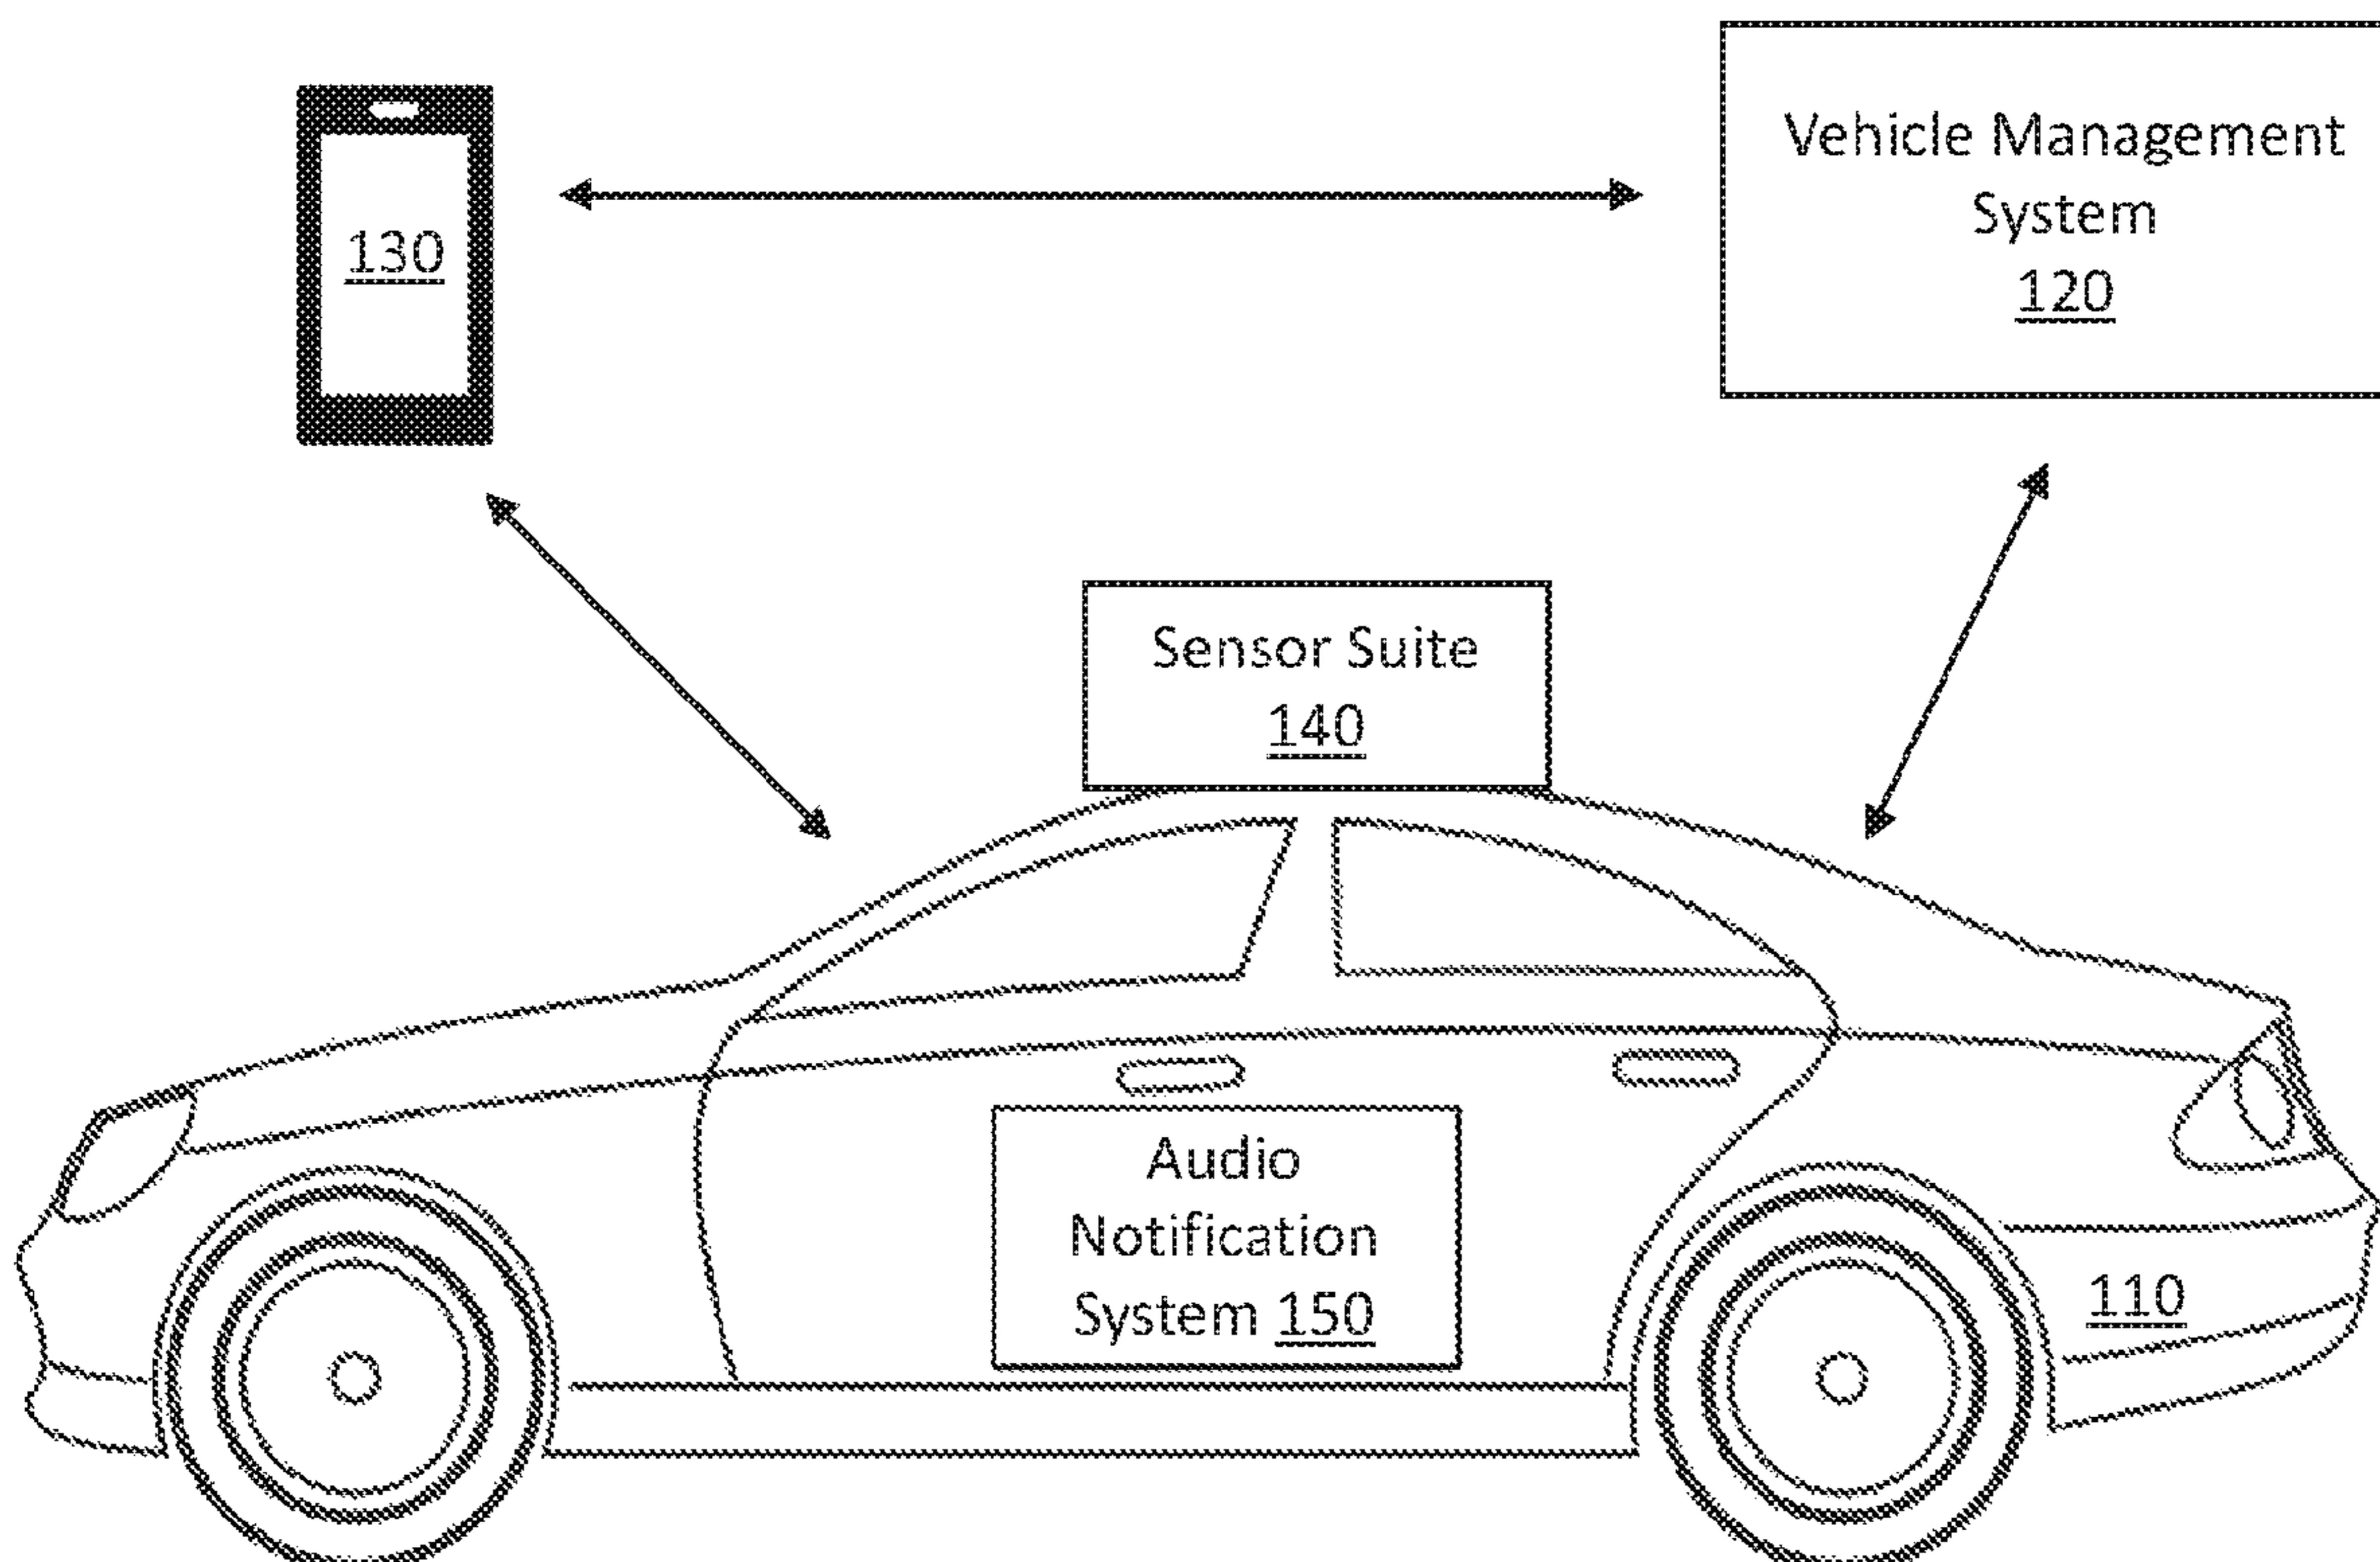 130
Vehicle Management
System
120
Sensor Suite
140
Audio
Notification
System 150
110